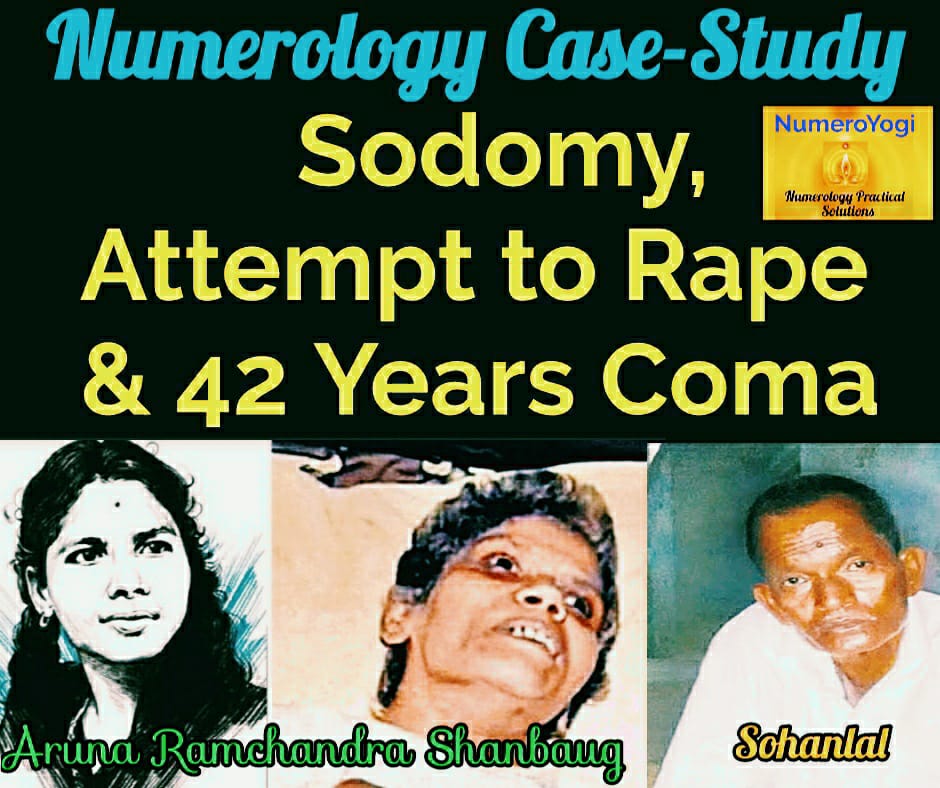 Numerology Case-Study
Sodomy,
Attempt to Rape
& 42 Years Coma
NumeroYogi
Numerology Practical
Solutions
Aruna Ramchandra Shanbaug
Sohanlal